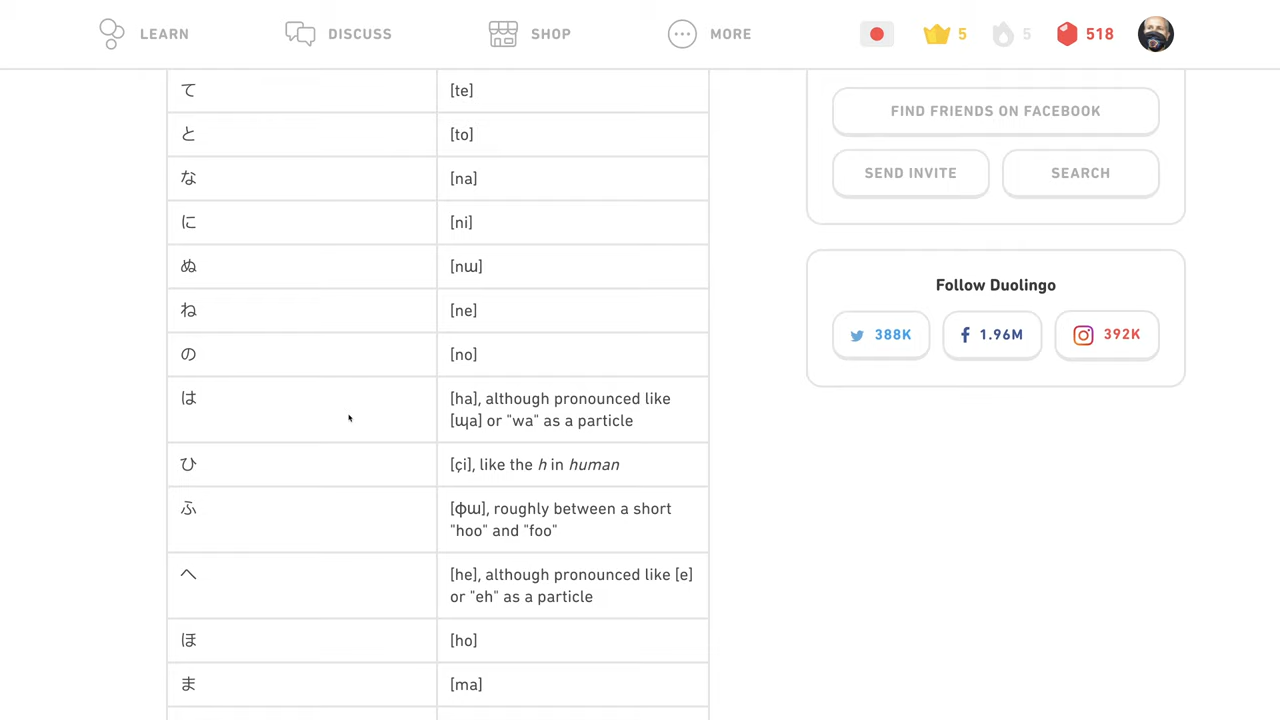 LEARN
DISCUSS
SHOP
MORE
5
5
518
て [te]
と [to]
な [na]
に [ni]
ぬ [nɯ]
ね [ne]
の [no]
は [ha], although pronounced like
[ɰa] or "wa" as a particle
ひ [çi], like the h in human
ふ [ɸɯ], roughly between a short
"hoo" and "foo"
へ [he], although pronounced like [e]
or "eh" as a particle
ほ [ho]
ま [ma]
FIND FRIENDS ON FACEBOOK
SEND INVITE
SEARCH
Follow Duolingo
388K
1.96M
392K